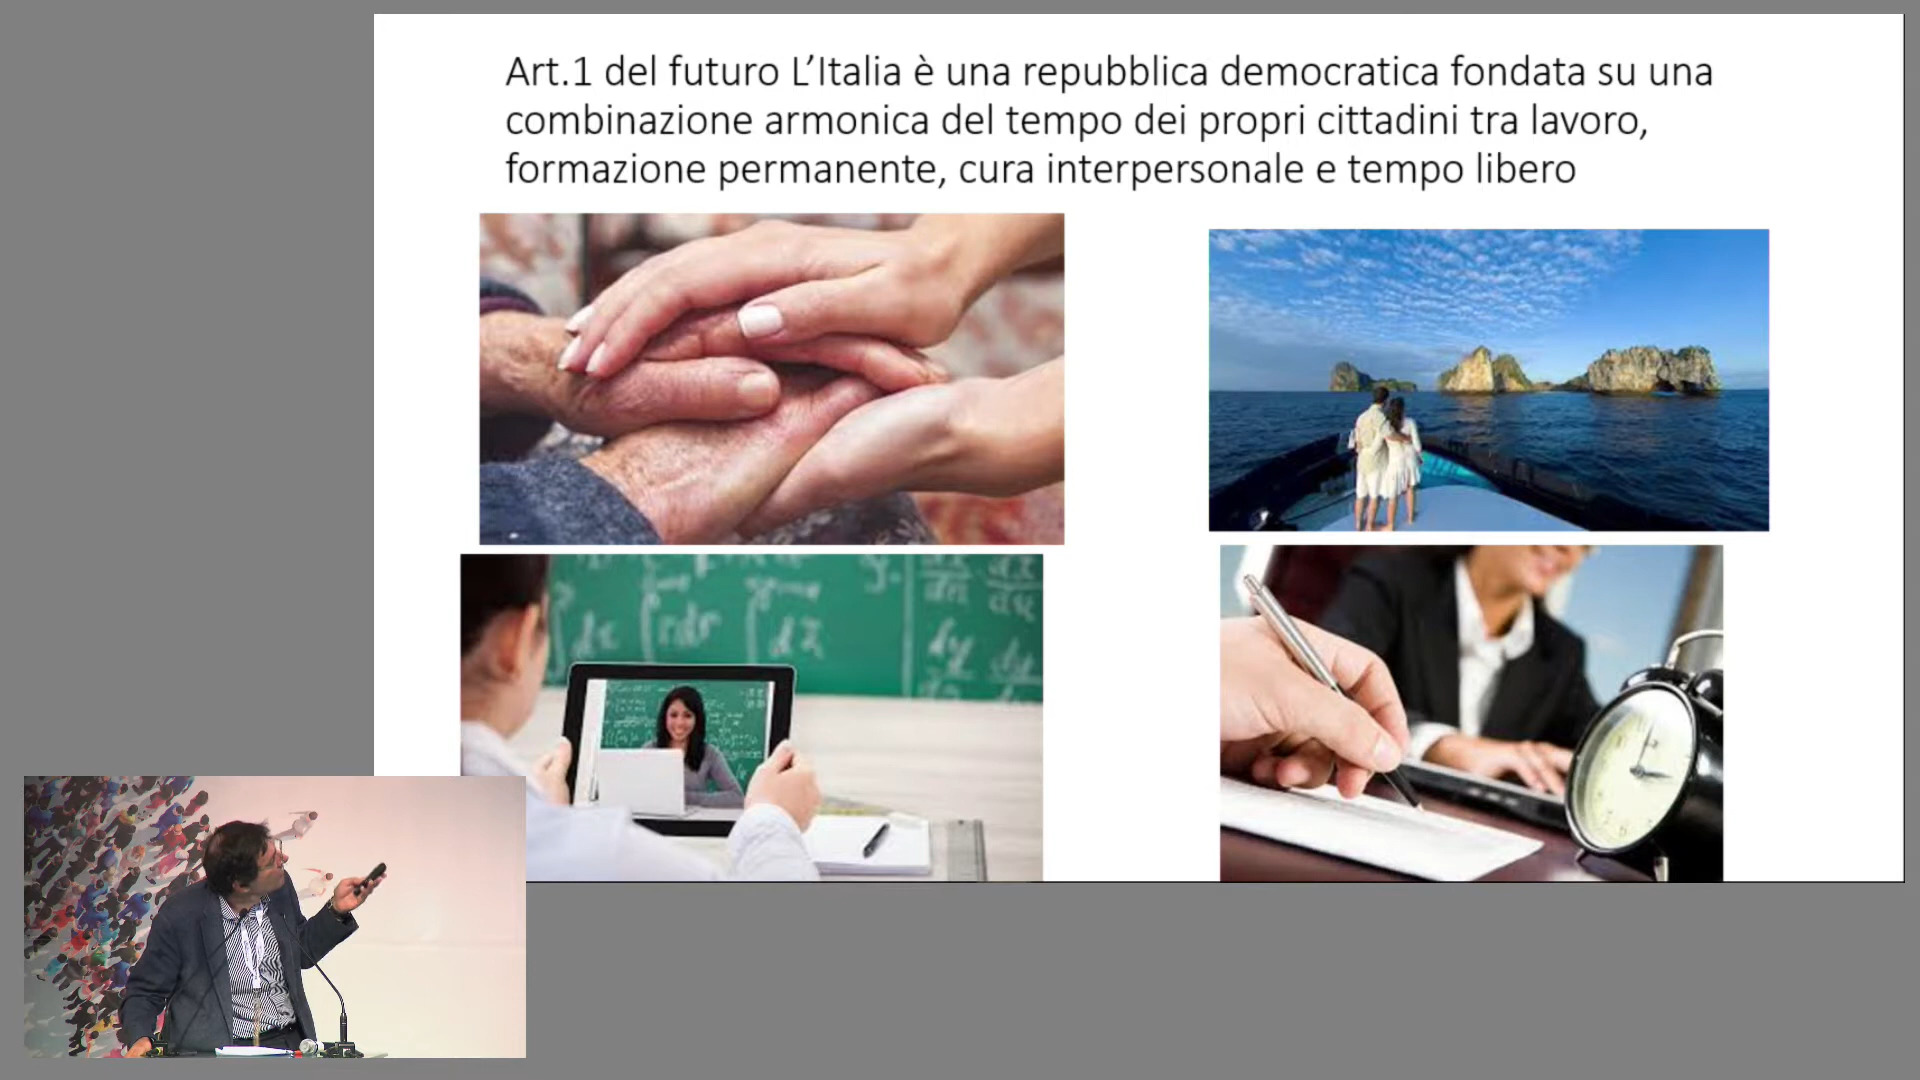 Art.1 del futuro L’Italia è una repubblica democratica fondata su una
combinazione armonica del tempo dei propri cittadini tra lavoro,
formazione permanente, cura interpersonale e tempo libero